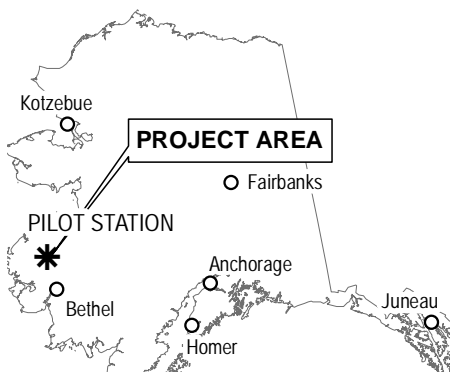 Kotzebue
PROJECT AREA
Fairbanks
PILOT STATION
Anchorage
Bethel
Juneau
Homer